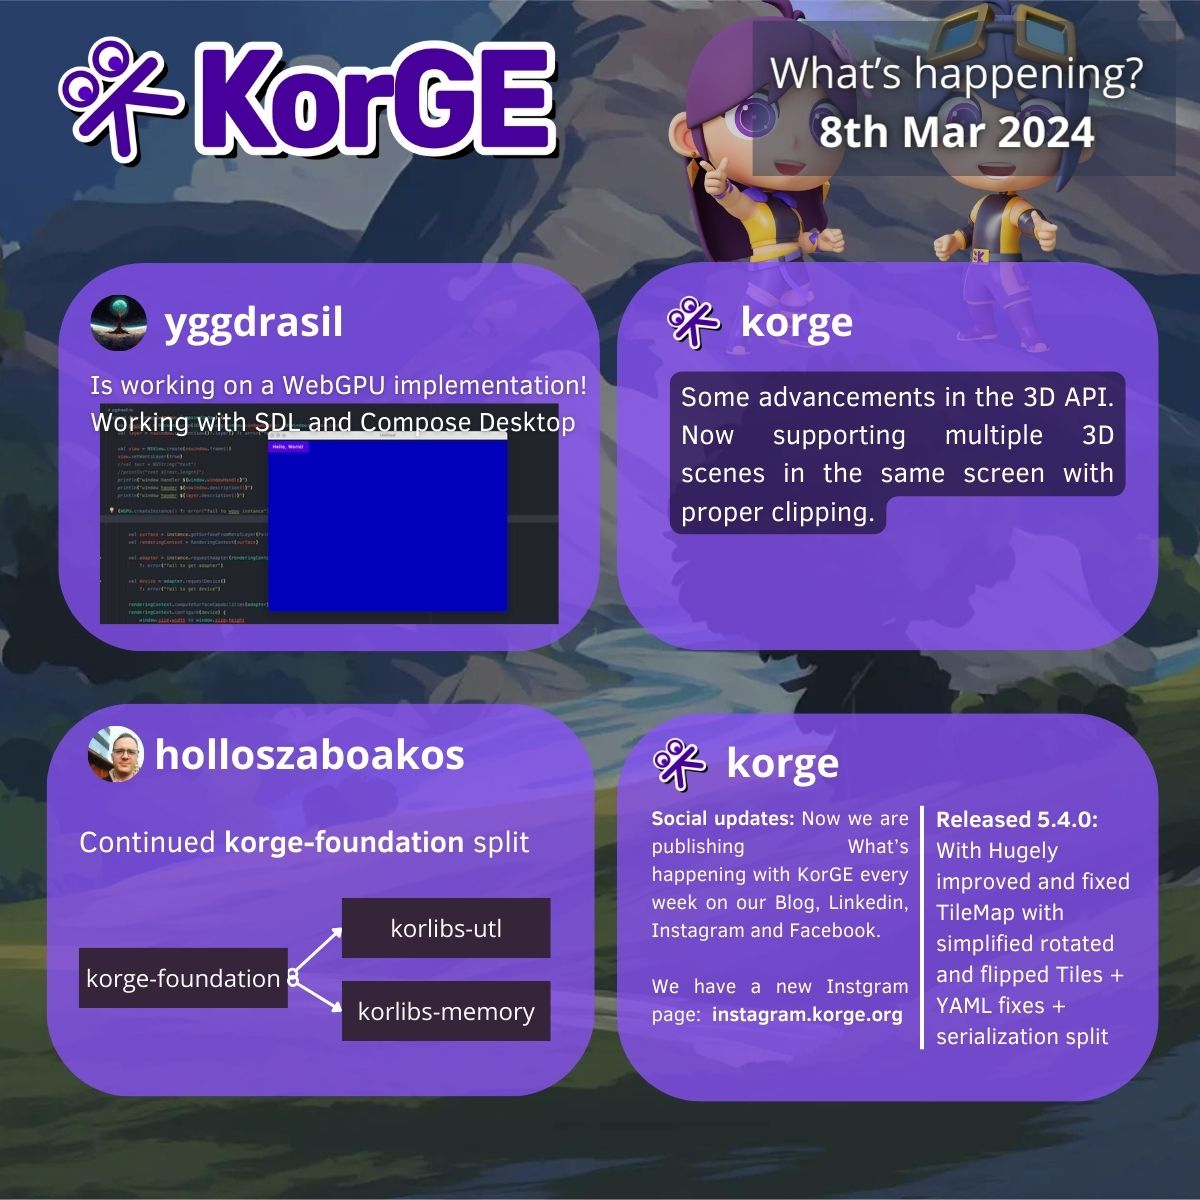 KorGE
What's happening?
8th Mar 2024
yggdrasil
Is working on a WebGPU implementation!
Working with SDL and Compose Desktop
Hello, World!
korge
Some advancements in the 3D API.
Now supporting multiple 3D
scenes in the same screen with
proper clipping.
holloszaboakos
Continued korge-foundation split
korge-foundation
korlibs-utl
korlibs-memory
korge
Social updates: Now we are
publishing What's
happening with KorGE every
week on our Blog, Linkedin,
Instagram and Facebook.
We have a new Instgram
page: instagram.korge.org
Released 5.4.0:
With Hugely
improved and fixed
TileMap with
simplified rotated
and flipped Tiles +
YAML fixes +
serialization split